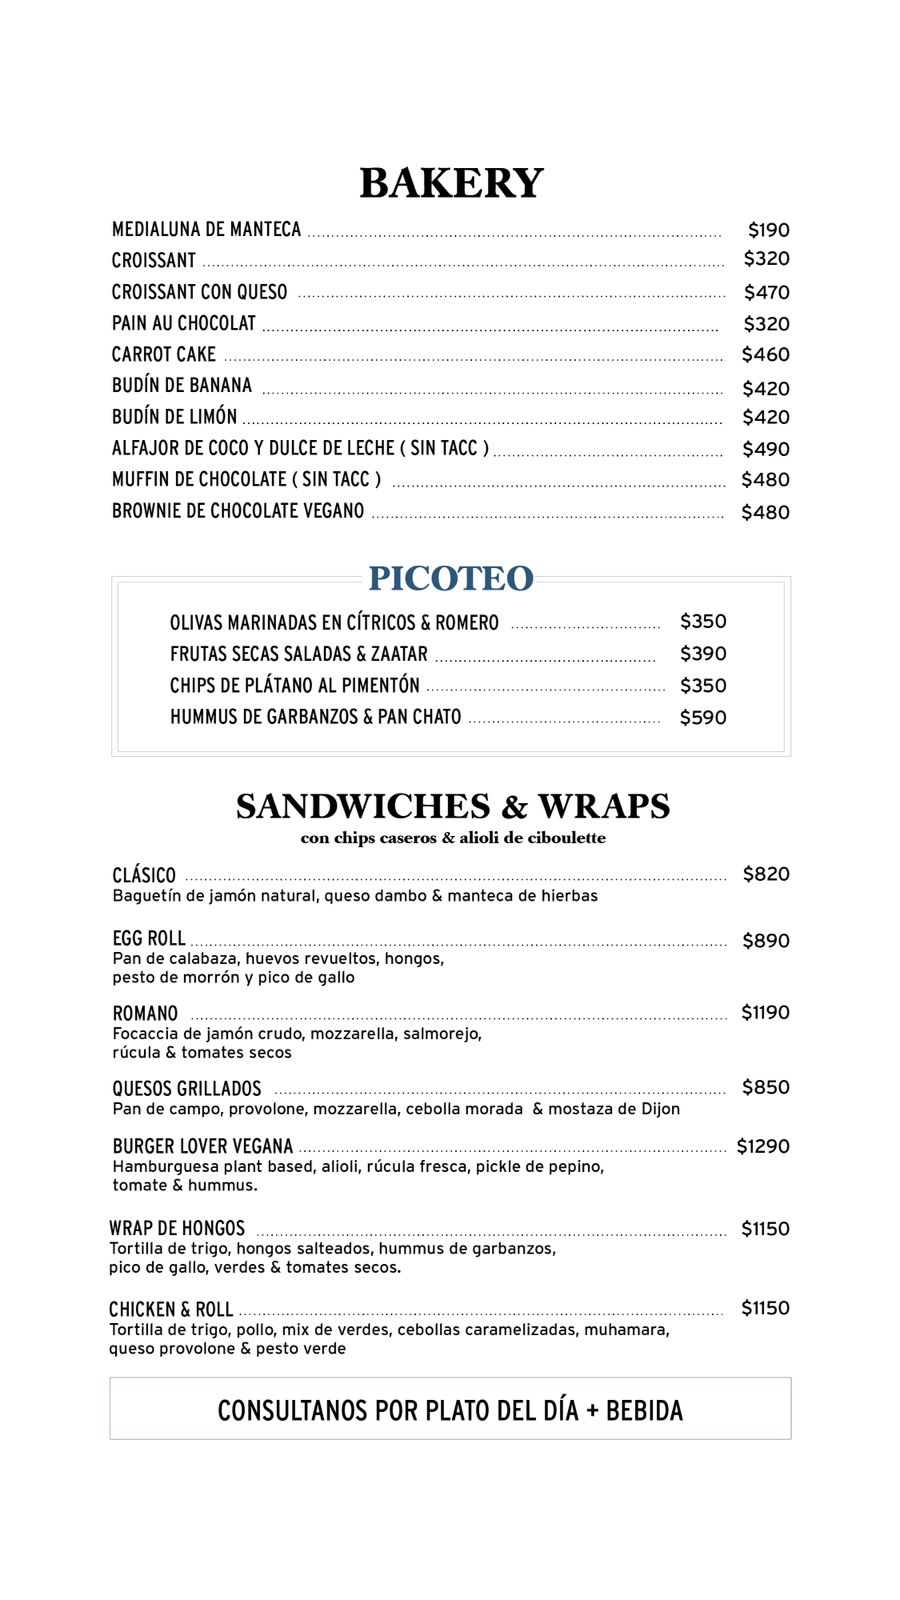 BAKERY
MEDIALUNA DE MANTECA $190
CROISSANT $320
CROISSANT CON QUESO $470
PAIN AU CHOCOLAT $320
CARROT CAKE $460
BUDÍN DE BANANA $420
BUDÍN DE LIMÓN $420
ALFAJOR DE COCO Y DULCE DE LECHE ( SIN TACC ) $490
MUFFIN DE CHOCOLATE ( SIN TACC ) $480
BROWNIE DE CHOCOLATE VEGANO $480
PICOTEO
OLIVAS MARINADAS EN CÍTRICOS & ROMERO $350
FRUTAS SECAS SALADAS & ZAATAR $390
CHIPS DE PLÁTANO AL PIMENTÓN $350
HUMMUS DE GARBANZOS & PAN CHATO $590
SANDWICHES & WRAPS
con chips caseros & alioli de ciboulette
CLÁSICO $820
Baguetín de jamón natural, queso dambo & manteca de hierbas
EGG ROLL $890
Pan de calabaza, huevos revueltos, hongos,
pesto de morrón y pico de gallo
ROMANO $1190
Focaccia de jamón crudo, mozzarella, salmorejo,
rúcula & tomates secos
QUESOS GRILLADOS $850
Pan de campo, provolone, mozzarella, cebolla morada & mostaza de Dijon
BURGER LOVER VEGANA $1290
Hamburguesa plant based, alioli, rúcula fresca, pickle de pepino,
tomate & hummus.
WRAP DE HONGOS $1150
Tortilla de trigo, hongos salteados, hummus de garbanzos,
pico de gallo, verdes & tomates secos.
CHICKEN & ROLL $1150
Tortilla de trigo, pollo, mix de verdes, cebollas caramelizadas, muhamara,
queso provolone & pesto verde
CONSULTANOS POR PLATO DEL DÍA + BEBIDA